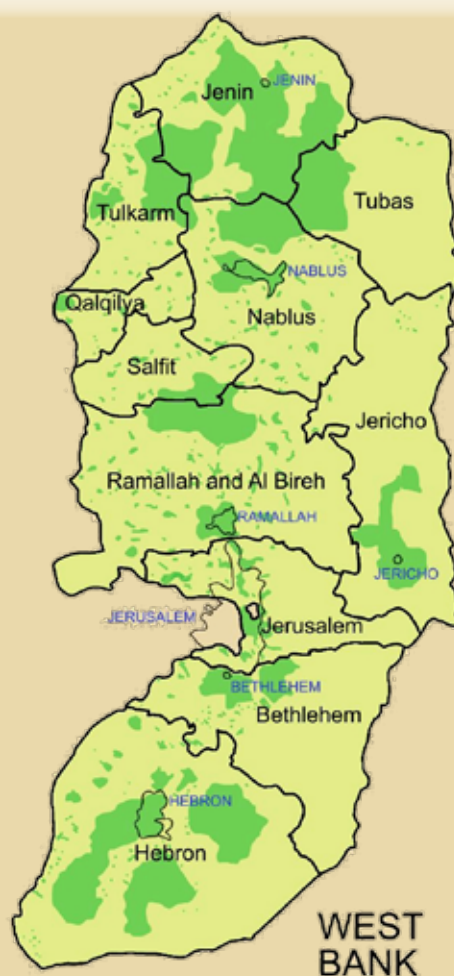 Jenin
JENIN
Tubas
Tulkarm
NABLUS
Qalqilya
Nablus
Salfit
Jericho
Ramallah and Al Bireh
RAMALLAH
JERICHO
JERUSALEM
Jerusalem
BETHLEHEM
Bethlehem
HEBRON
Hebron
WEST
BANK